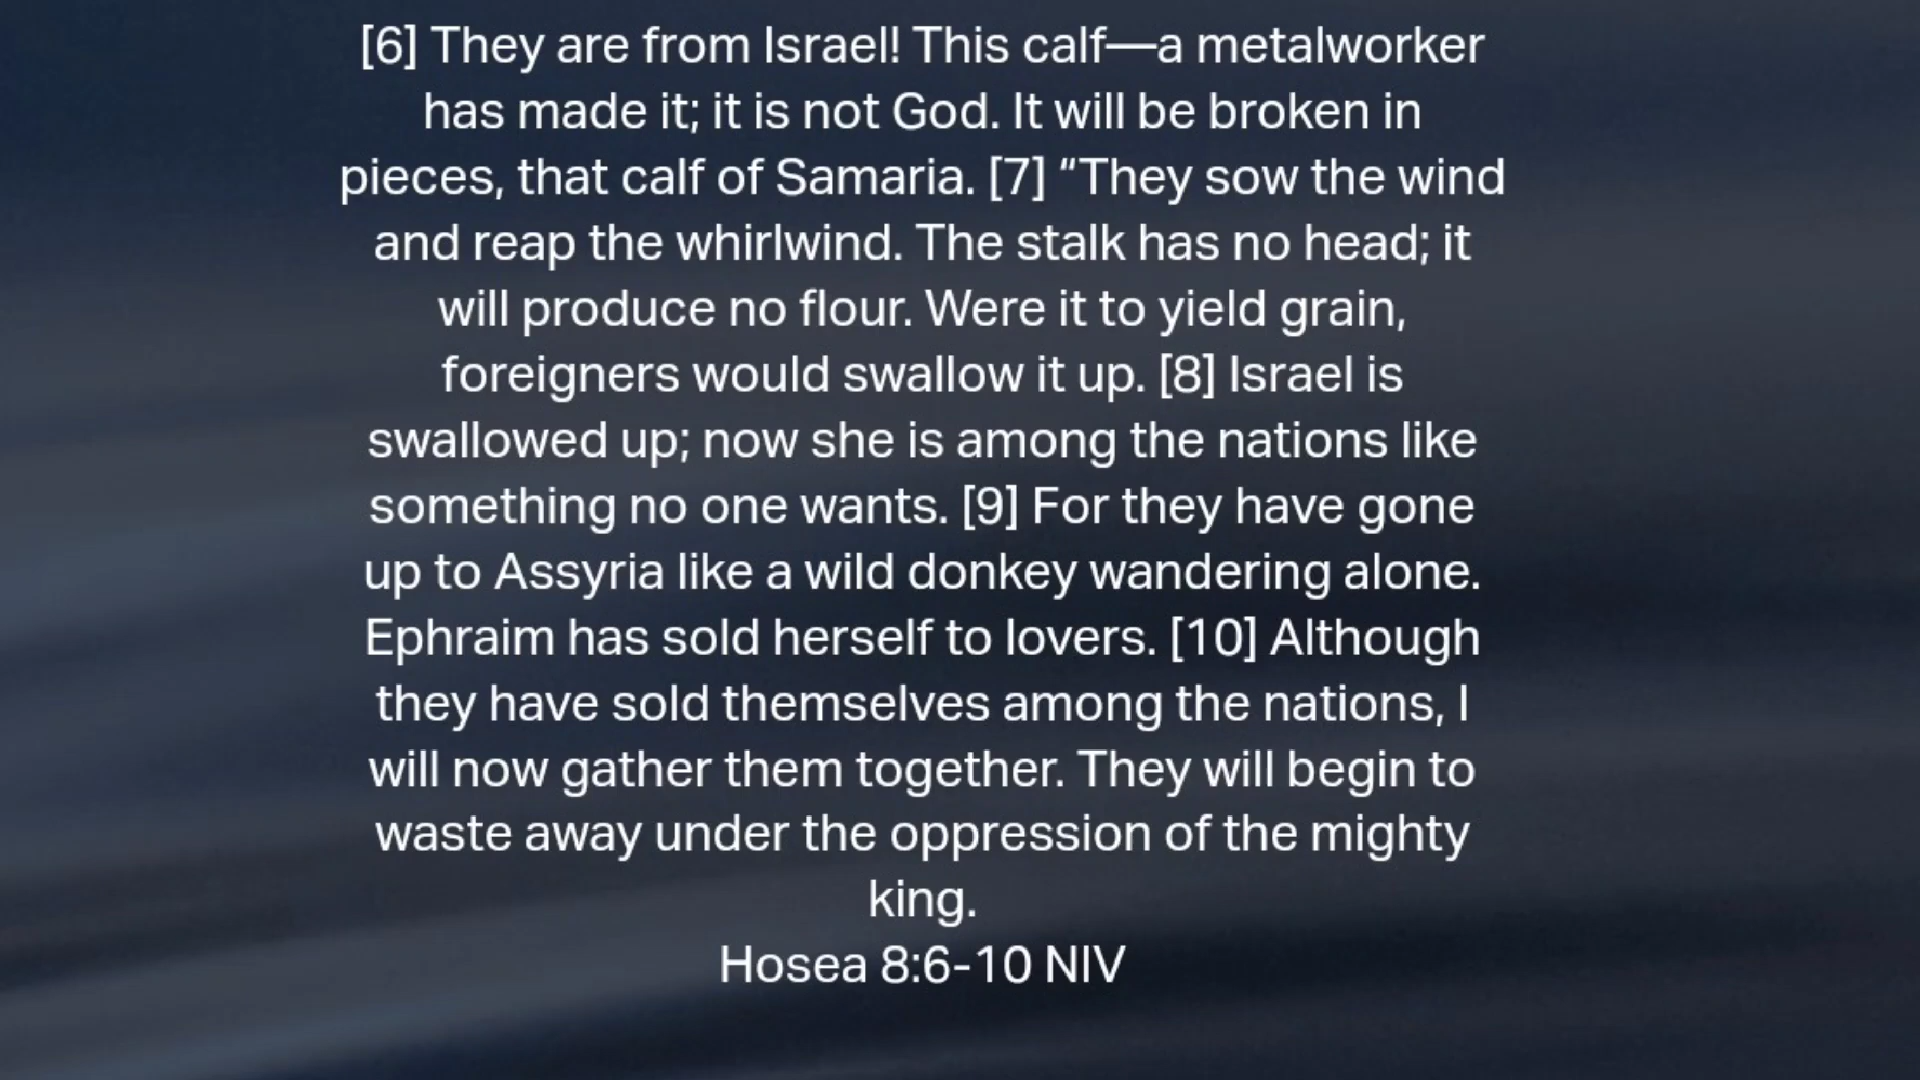 [6] They are from Israel! This calf—a metalworker
has made it; it is not God. It will be broken in
pieces, that calf of Samaria. [7] “They sow the wind
and reap the whirlwind. The stalk has no head; it
will produce no flour. Were it to yield grain,
foreigners would swallow it up. [8] Israel is
swallowed up; now she is among the nations like
something no one wants. [9] For they have gone
up to Assyria like a wild donkey wandering alone.
Ephraim has sold herself to lovers. [10] Although
they have sold themselves among the nations, I
will now gather them together. They will begin to
waste away under the oppression of the mighty
king.
Hosea 8:6-10 NIV